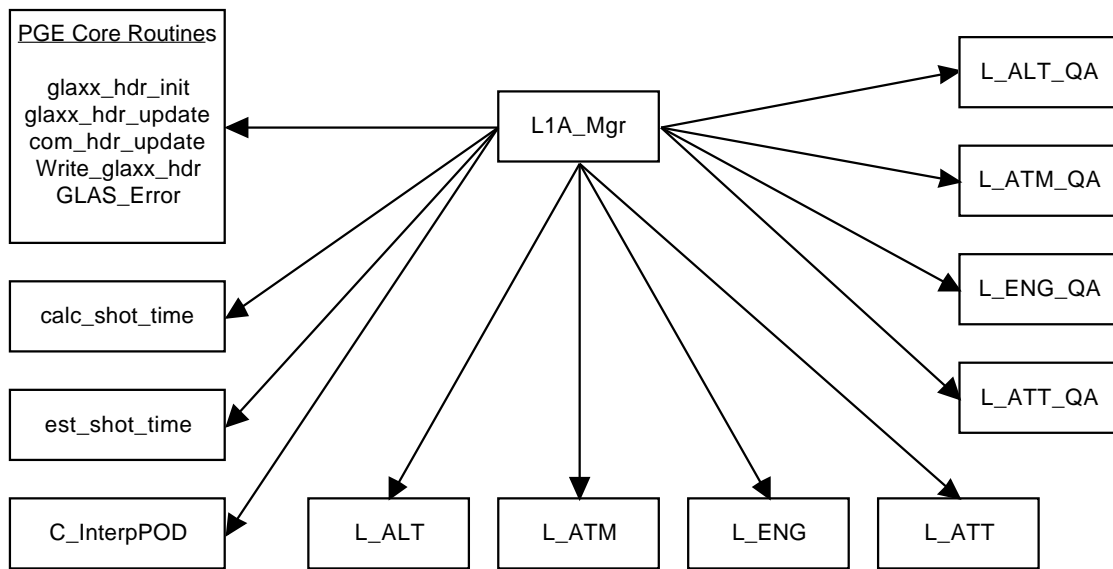 PGE Core Routines
glaxx_hdr_init
glaxx_hdr_update
com_hdr_update
Write_glaxx_hdr
GLAS_Error
L1A_Mgr
L_ALT_QA
L_ATM_QA
L_ENG_QA
L_ATT_QA
calc_shot_time
est_shot_time
C_InterpPOD
L_ALT
L_ATM
L_ENG
L_ATT